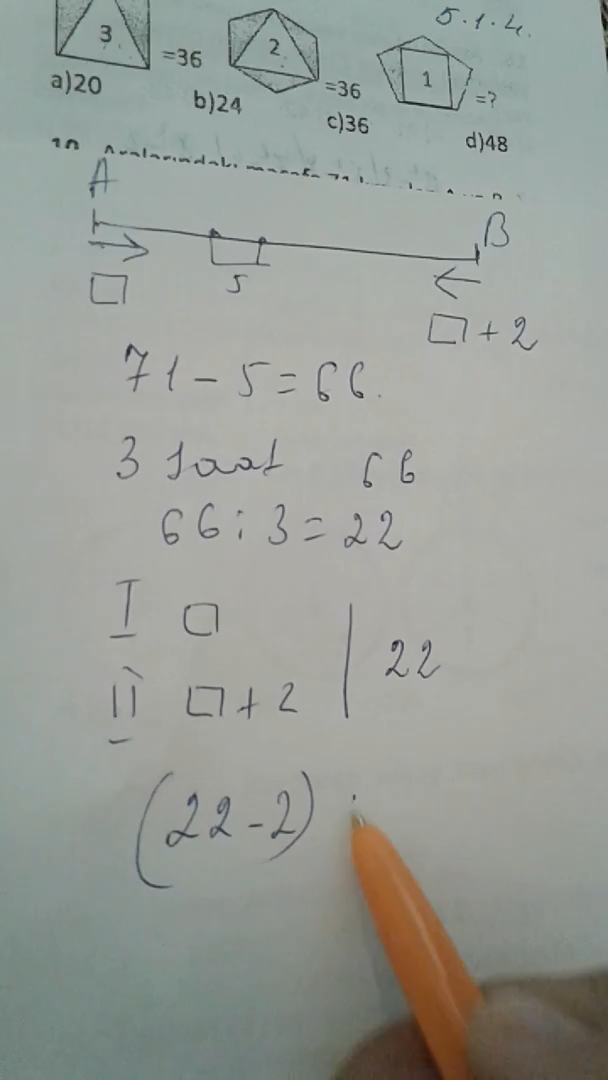 5.1.4.
3 =36
2 =36
1 =?
a)20
b)24
c)36
d)48
A
B
5
□
□ + 2
71 - 5 = 66.
3 saat 66
66 : 3 = 22
I □
II □ + 2
22
(22-2)